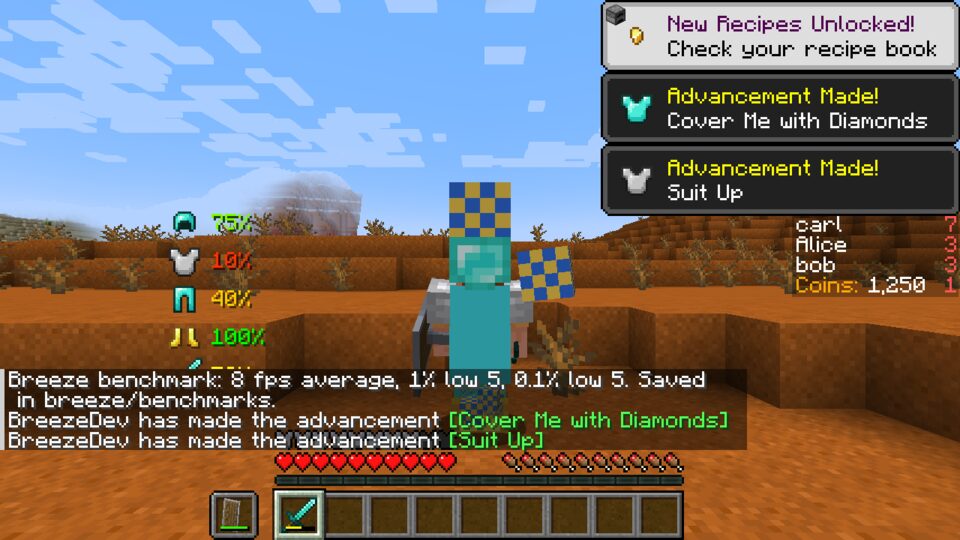 New Recipes Unlocked!
Check your recipe book
Advancement Made!
Cover Me with Diamonds
Advancement Made!
Suit Up
carl 7
Alice 3
bob 3
Coins: 1,250 1
75%
10%
40%
100%
Breeze benchmark: 8 fps average, 1% low 5, 0.1% low 5. Saved
in breeze/benchmarks.
BreezeDev has made the advancement [Cover Me with Diamonds]
BreezeDev has made the advancement [Suit Up]